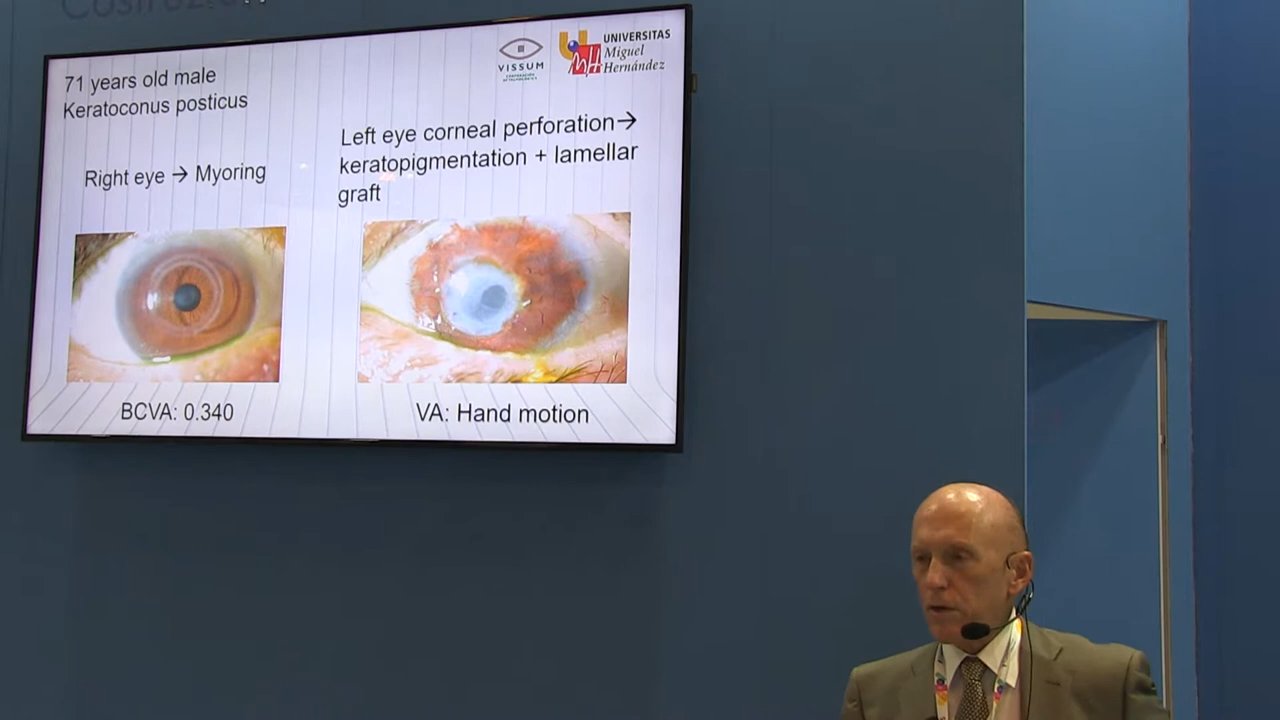 71 years old male
Keratoconus posticus
VISSUM
UNIVERSITAS
Miguel
Hernández
Left eye corneal perforation→
keratopigmentation + lamellar
graft
Right eye → Myoring
BCVA: 0.340
VA: Hand motion